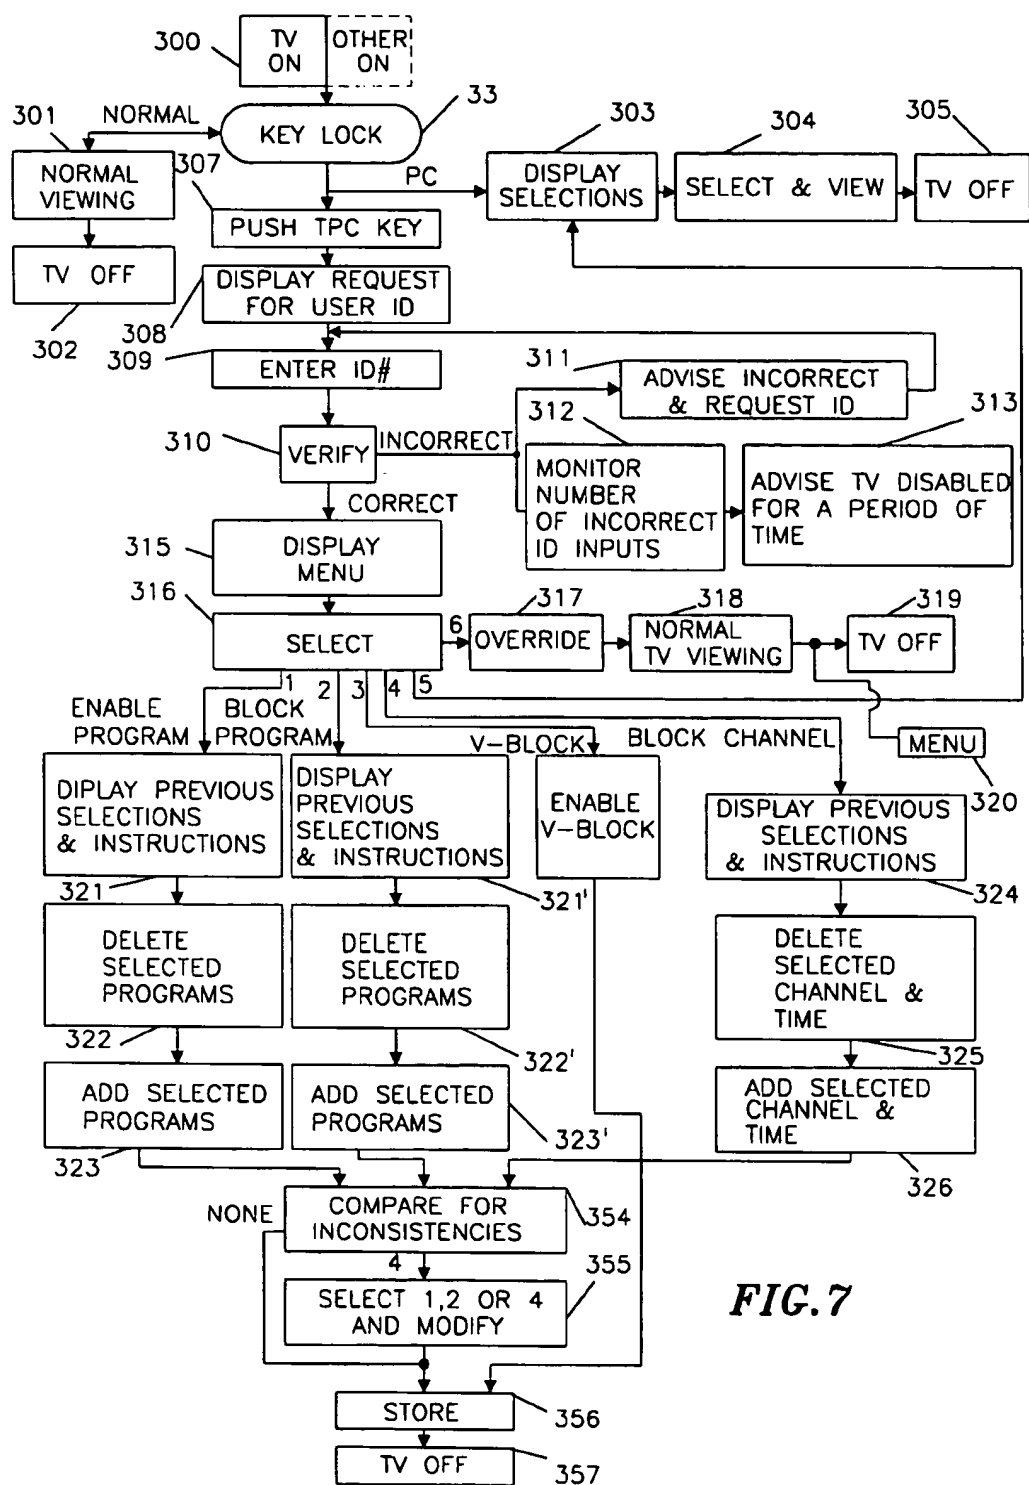 300
TV
ON
OTHER
ON
33
KEY LOCK
NORMAL
301
NORMAL
VIEWING
TV OFF
302
PC
303
DISPLAY
SELECTIONS
304
SELECT & VIEW
305
TV OFF
307
PUSH TPC KEY
DISPLAY REQUEST
FOR USER ID
308
309
ENTER ID#
310
VERIFY
INCORRECT
311
ADVISE INCORRECT
& REQUEST ID
312
MONITOR
NUMBER
OF INCORRECT
ID INPUTS
313
ADVISE TV DISABLED
FOR A PERIOD OF
TIME
CORRECT
315
DISPLAY
MENU
316
SELECT
6
317
OVERRIDE
318
NORMAL
TV VIEWING
319
TV OFF
MENU
320
1
2
3
4
5
ENABLE
PROGRAM
BLOCK
PROGRAM
V-BLOCK
BLOCK CHANNEL
DIPLAY PREVIOUS
SELECTIONS
& INSTRUCTIONS
321
DISPLAY
PREVIOUS
SELECTIONS
& INSTRUCTIONS
321'
ENABLE
V-BLOCK
DISPLAY PREVIOUS
SELECTIONS
& INSTRUCTIONS
324
DELETE
SELECTED
PROGRAMS
322
DELETE
SELECTED
PROGRAMS
322'
DELETE
SELECTED
CHANNEL &
TIME
325
ADD SELECTED
PROGRAMS
323
ADD SELECTED
PROGRAMS
323'
ADD SELECTED
CHANNEL &
TIME
326
NONE
COMPARE FOR
INCONSISTENCIES
354
4
355
SELECT 1,2 OR 4
AND MODIFY
STORE
356
TV OFF
357
FIG.7